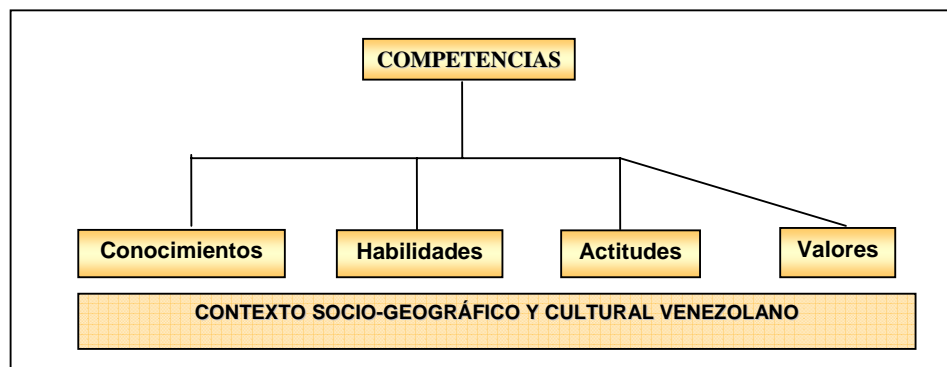 COMPETENCIAS
Conocimientos
Habilidades
Actitudes
Valores
CONTEXTO SOCIO-GEOGRÁFICO Y CULTURAL VENEZOLANO